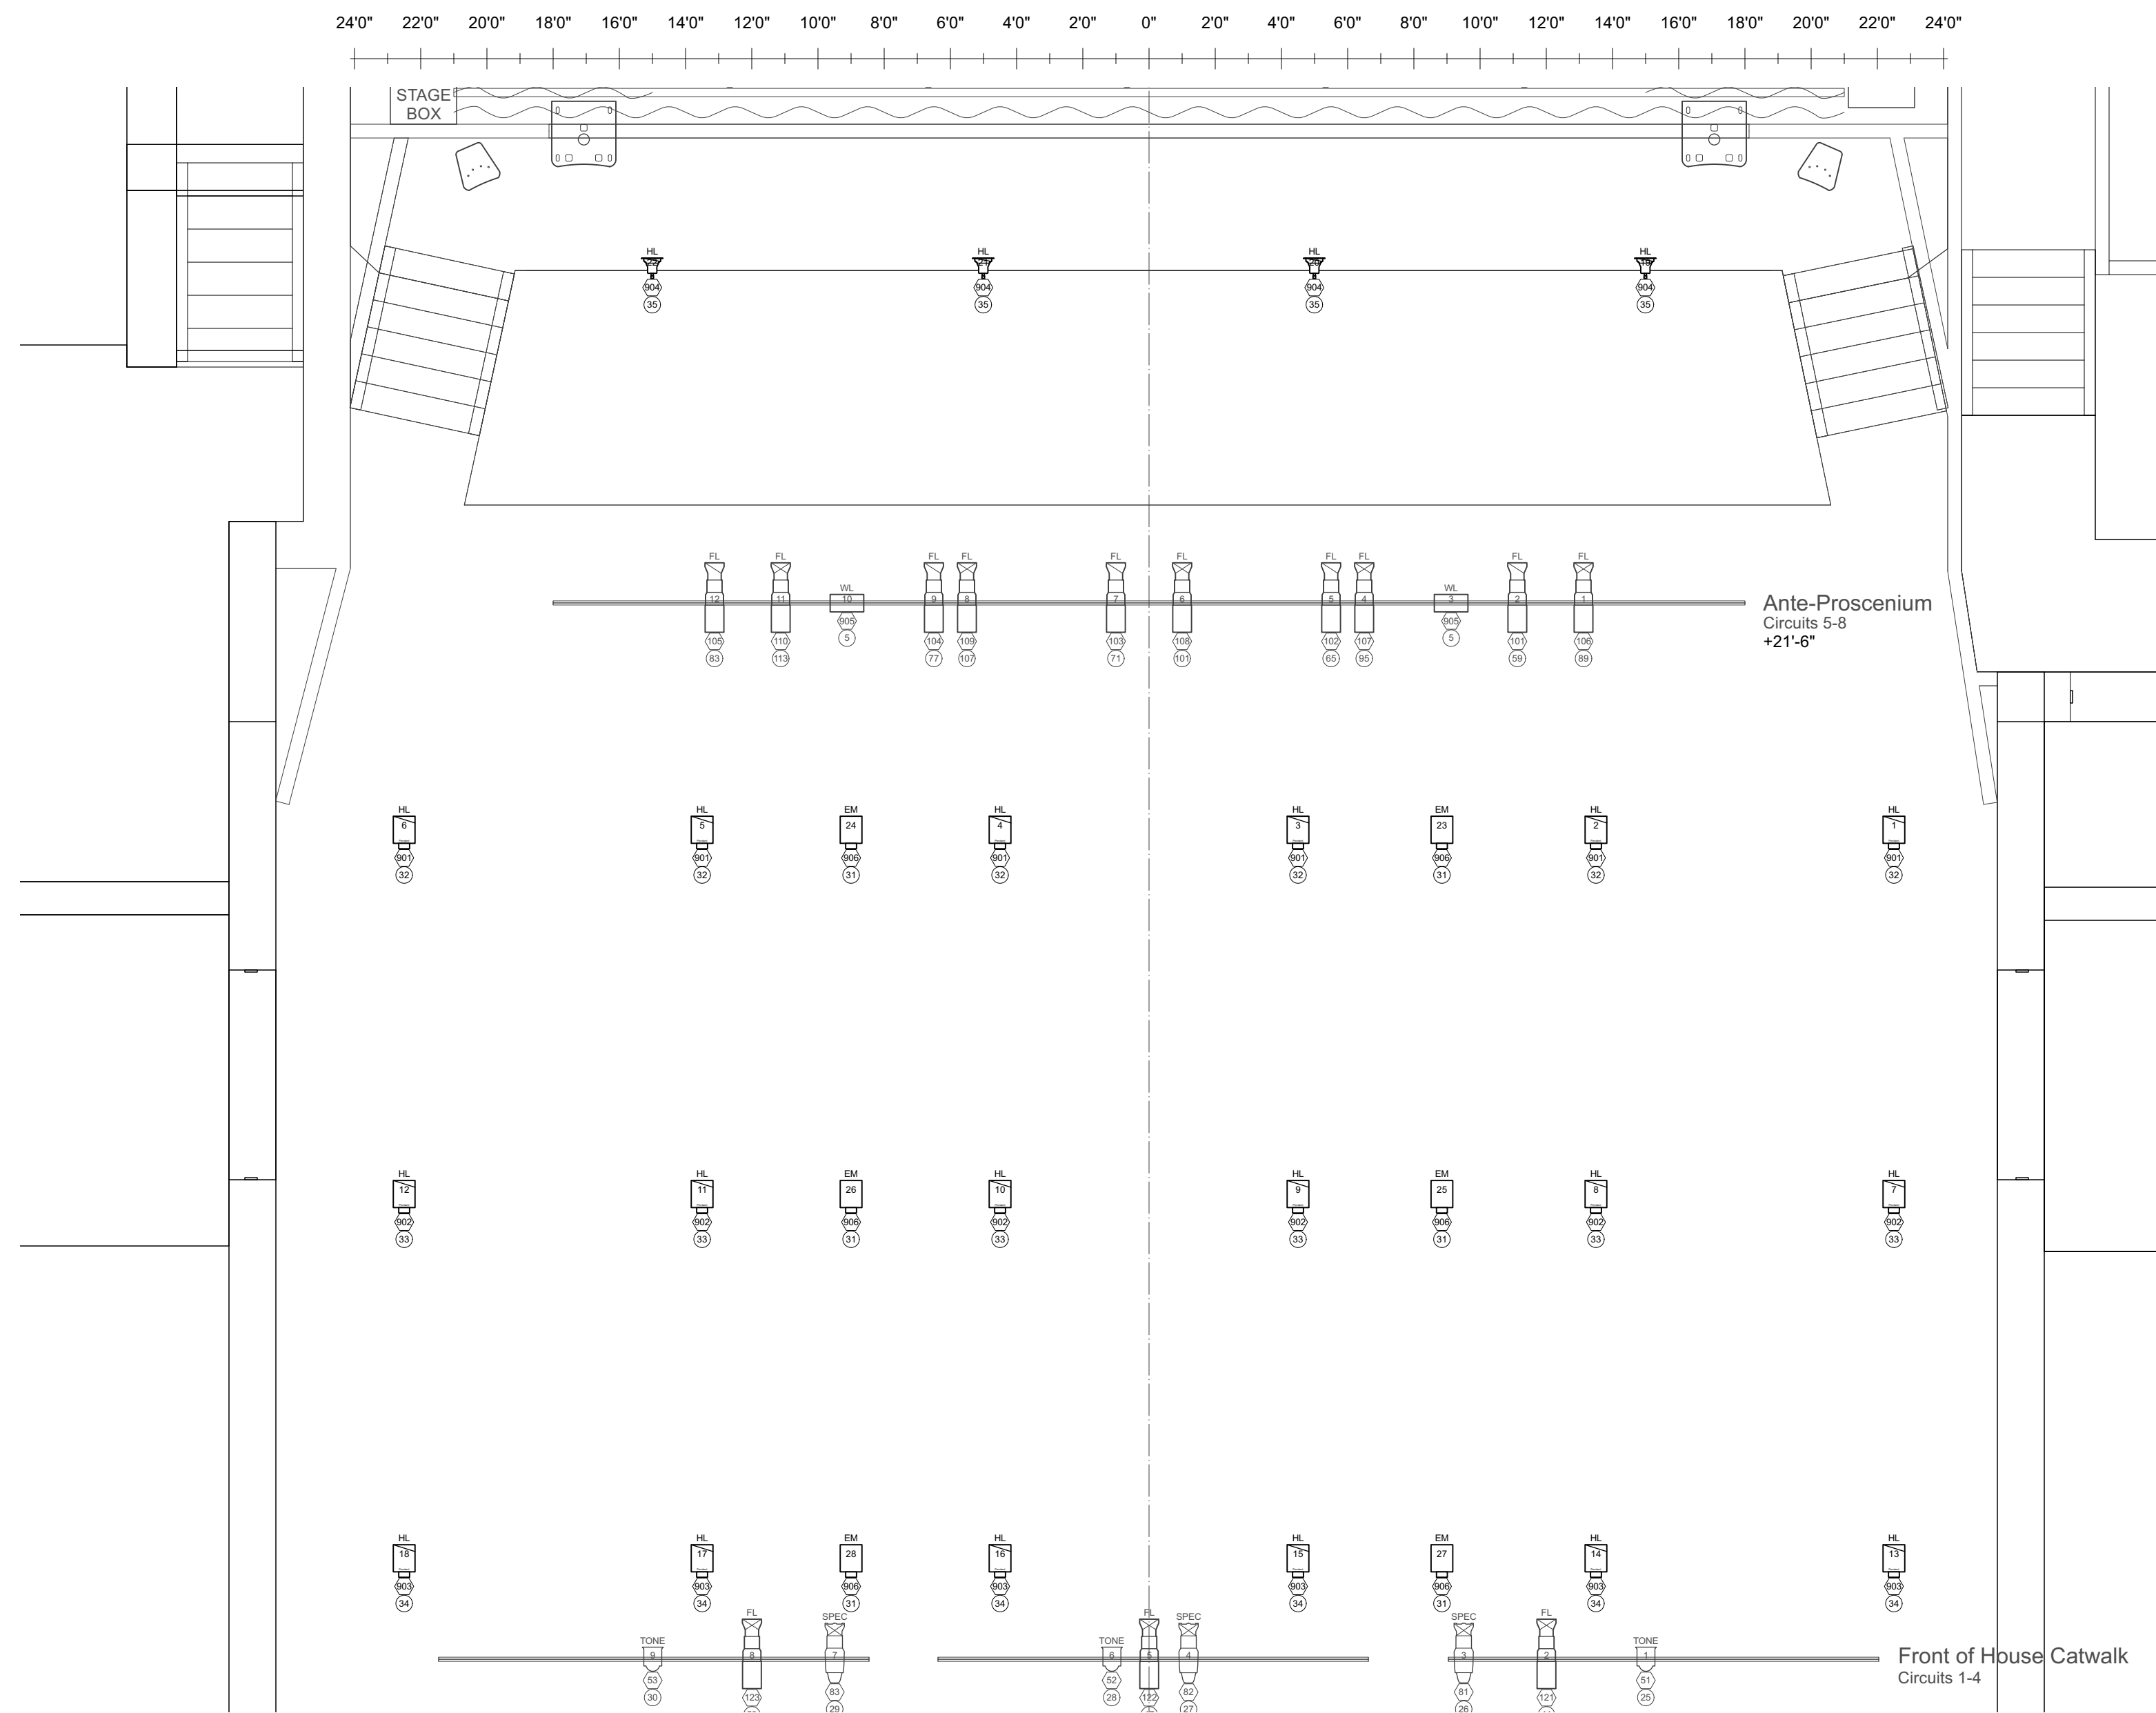 24'0" 22'0" 20'0" 18'0" 16'0" 14'0" 12'0" 10'0" 8'0" 6'0" 4'0" 2'0" 0" 2'0" 4'0" 6'0" 8'0" 10'0" 12'0" 14'0" 16'0" 18'0" 20'0" 22'0" 24'0"
STAGE
BOX
HL HL HL HL
22 21 20
904 904 904 904
35 35 35 35
FL FL FL FL FL FL FL FL FL FL
WL WL
12 11 10 9 8 7 6 5 4 3 2 1
Ante-Proscenium
Circuits 5-8
+21'-6"
905 905
105 110 104 109 103 108 102 107 101 106
5 5
83 113 77 107 71 101 65 95 59 89
HL HL EM HL HL EM HL HL
6 5 24 4 3 23 2 1
901 901 906 901 901 906 901 901
32 32 31 32 32 31 32 32
HL HL EM HL HL EM HL HL
12 11 26 10 9 25 8 7
902 902 906 902 902 906 902 902
33 33 31 33 33 31 33 33
HL HL EM HL HL EM HL HL
18 17 28 16 15 27 14 13
903 903 906 903 903 906 903 903
34 34 31 34 34 31 34 34
FL FL FL
SPEC SPEC SPEC
TONE TONE TONE
9 8 7 6 5 4 3 2 1
Front of House Catwalk
Circuits 1-4
53 52 51
83 82 81
30 123 28 122 121 25
29 27 26